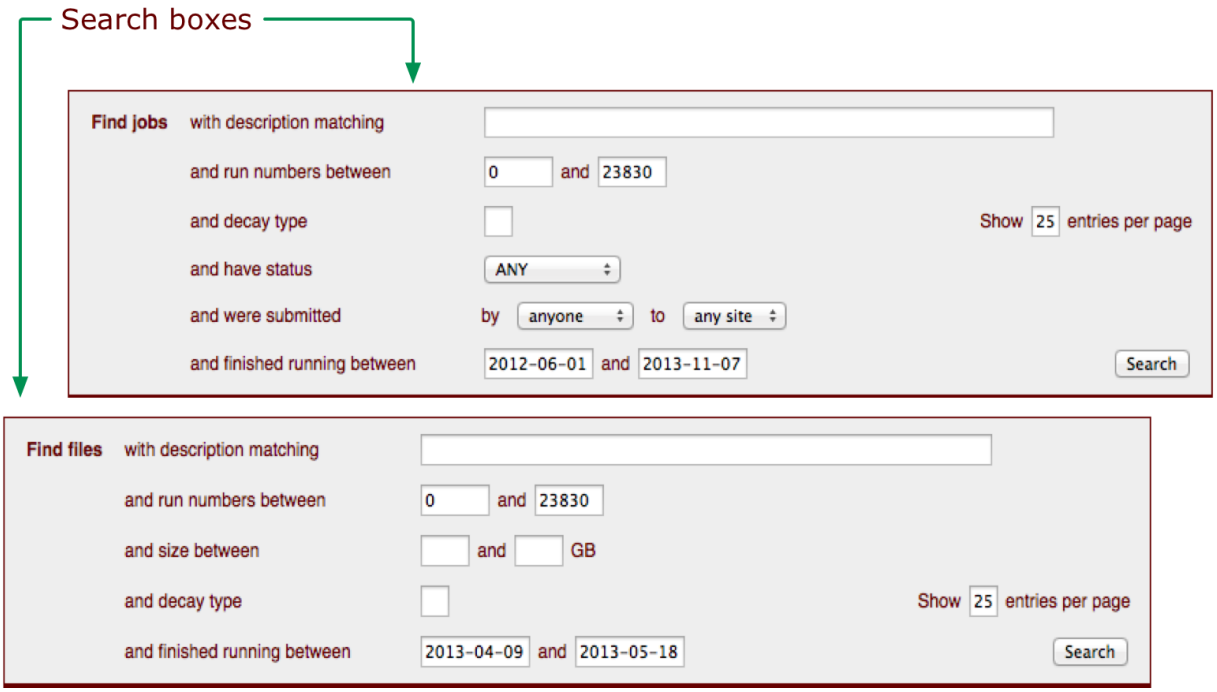 Search boxes
Find jobs with description matching
and run numbers between 0 and 23830
and decay type Show 25 entries per page
and have status ANY
and were submitted by anyone to any site
and finished running between 2012-06-01 and 2013-11-07 Search
Find files with description matching
and run numbers between 0 and 23830
and size between and GB
and decay type Show 25 entries per page
and finished running between 2013-04-09 and 2013-05-18 Search